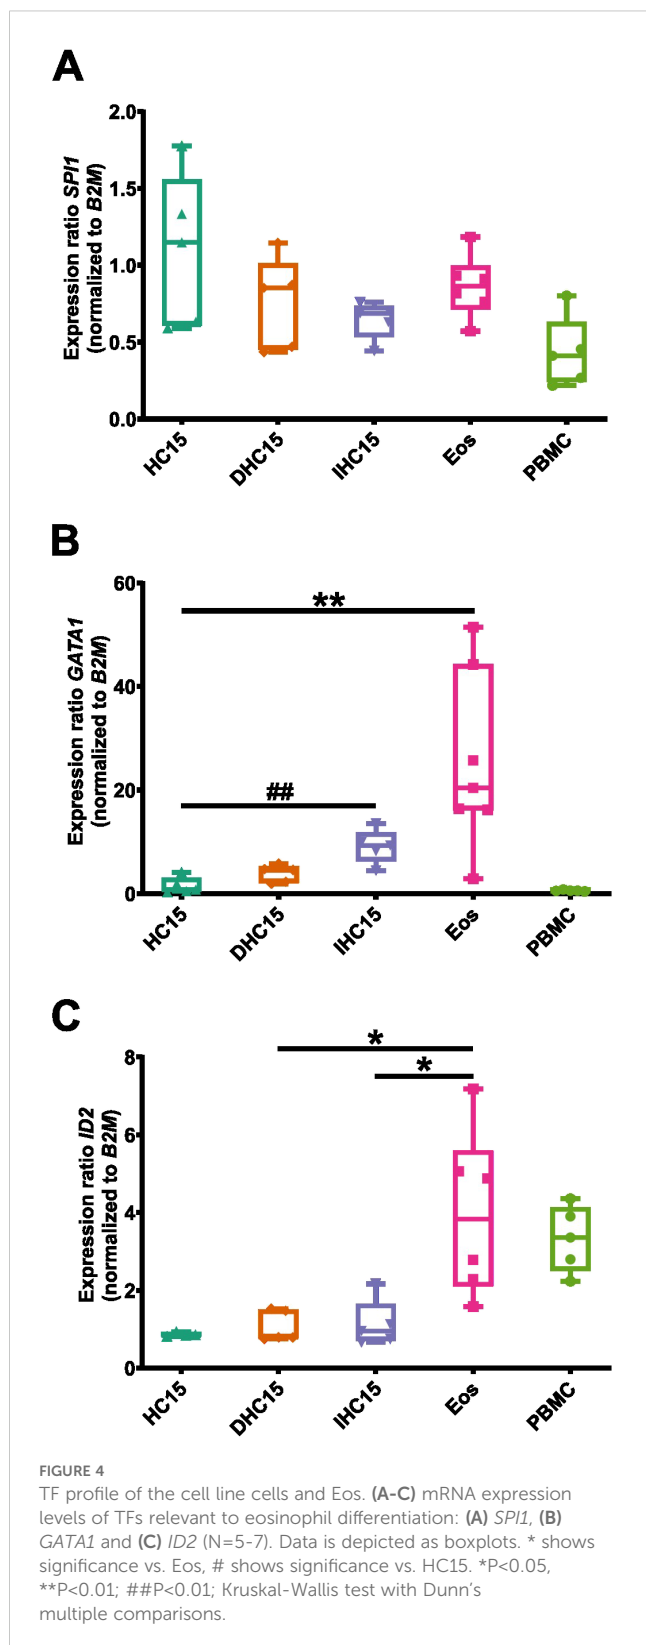 A
Expression ratio SPI1
(normalized to B2M)
2.0
1.5
1.0
0.5
0.0
HC15
DHC15
IHC15
Eos
PBMC
B
Expression ratio GATA1
(normalized to B2M)
60
40
20
0
**
##
HC15
DHC15
IHC15
Eos
PBMC
C
Expression ratio ID2
(normalized to B2M)
8
6
4
2
0
*
*
HC15
DHC15
IHC15
Eos
PBMC
FIGURE 4
TF profile of the cell line cells and Eos. (A-C) mRNA expression
levels of TFs relevant to eosinophil differentiation: (A) SPI1, (B)
GATA1 and (C) ID2 (N=5-7). Data is depicted as boxplots. * shows
significance vs. Eos, # shows significance vs. HC15. *P<0.05,
**P<0.01; ##P<0.01; Kruskal-Wallis test with Dunn's
multiple comparisons.